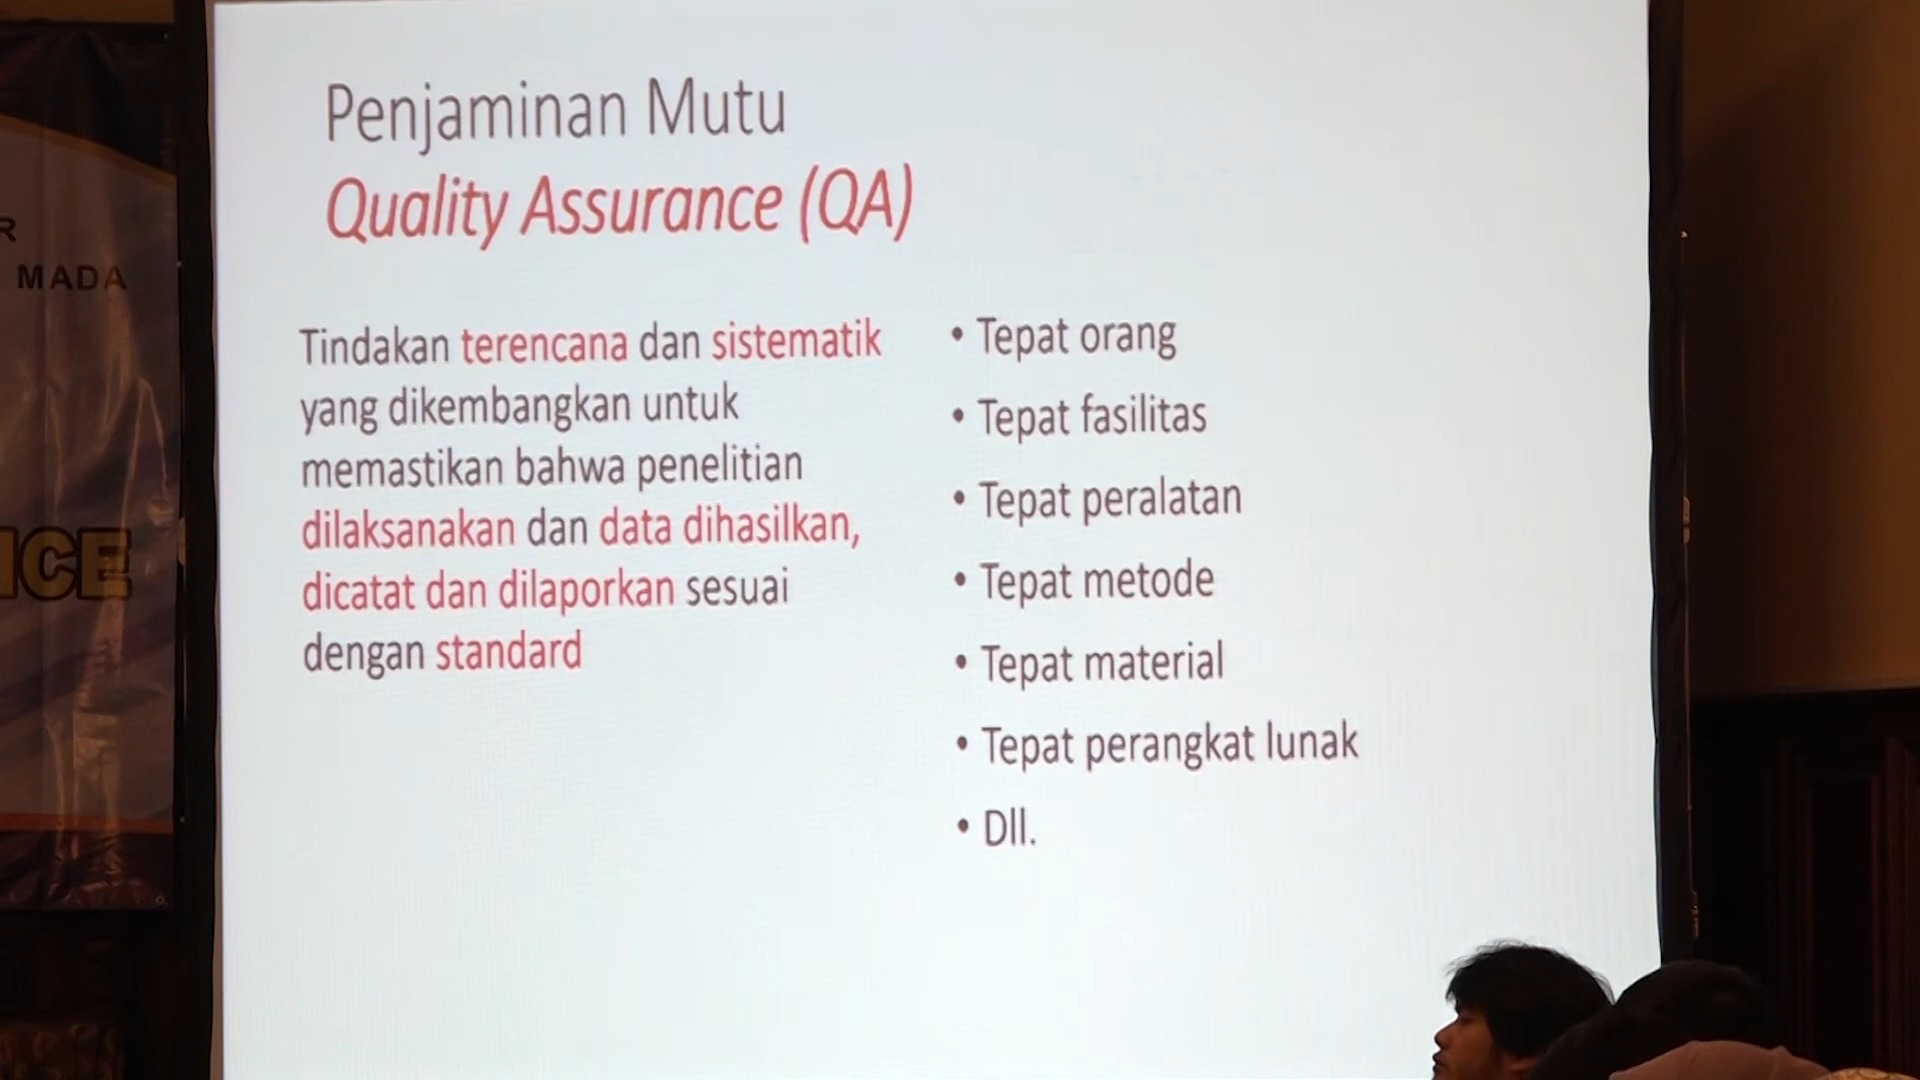 Penjaminan Mutu
Quality Assurance (QA)
Tindakan terencana dan sistematik
yang dikembangkan untuk
memastikan bahwa penelitian
dilaksanakan dan data dihasilkan,
dicatat dan dilaporkan sesuai
dengan standard
• Tepat orang
• Tepat fasilitas
• Tepat peralatan
• Tepat metode
• Tepat material
• Tepat perangkat lunak
• Dll.
R
MADA
ICE